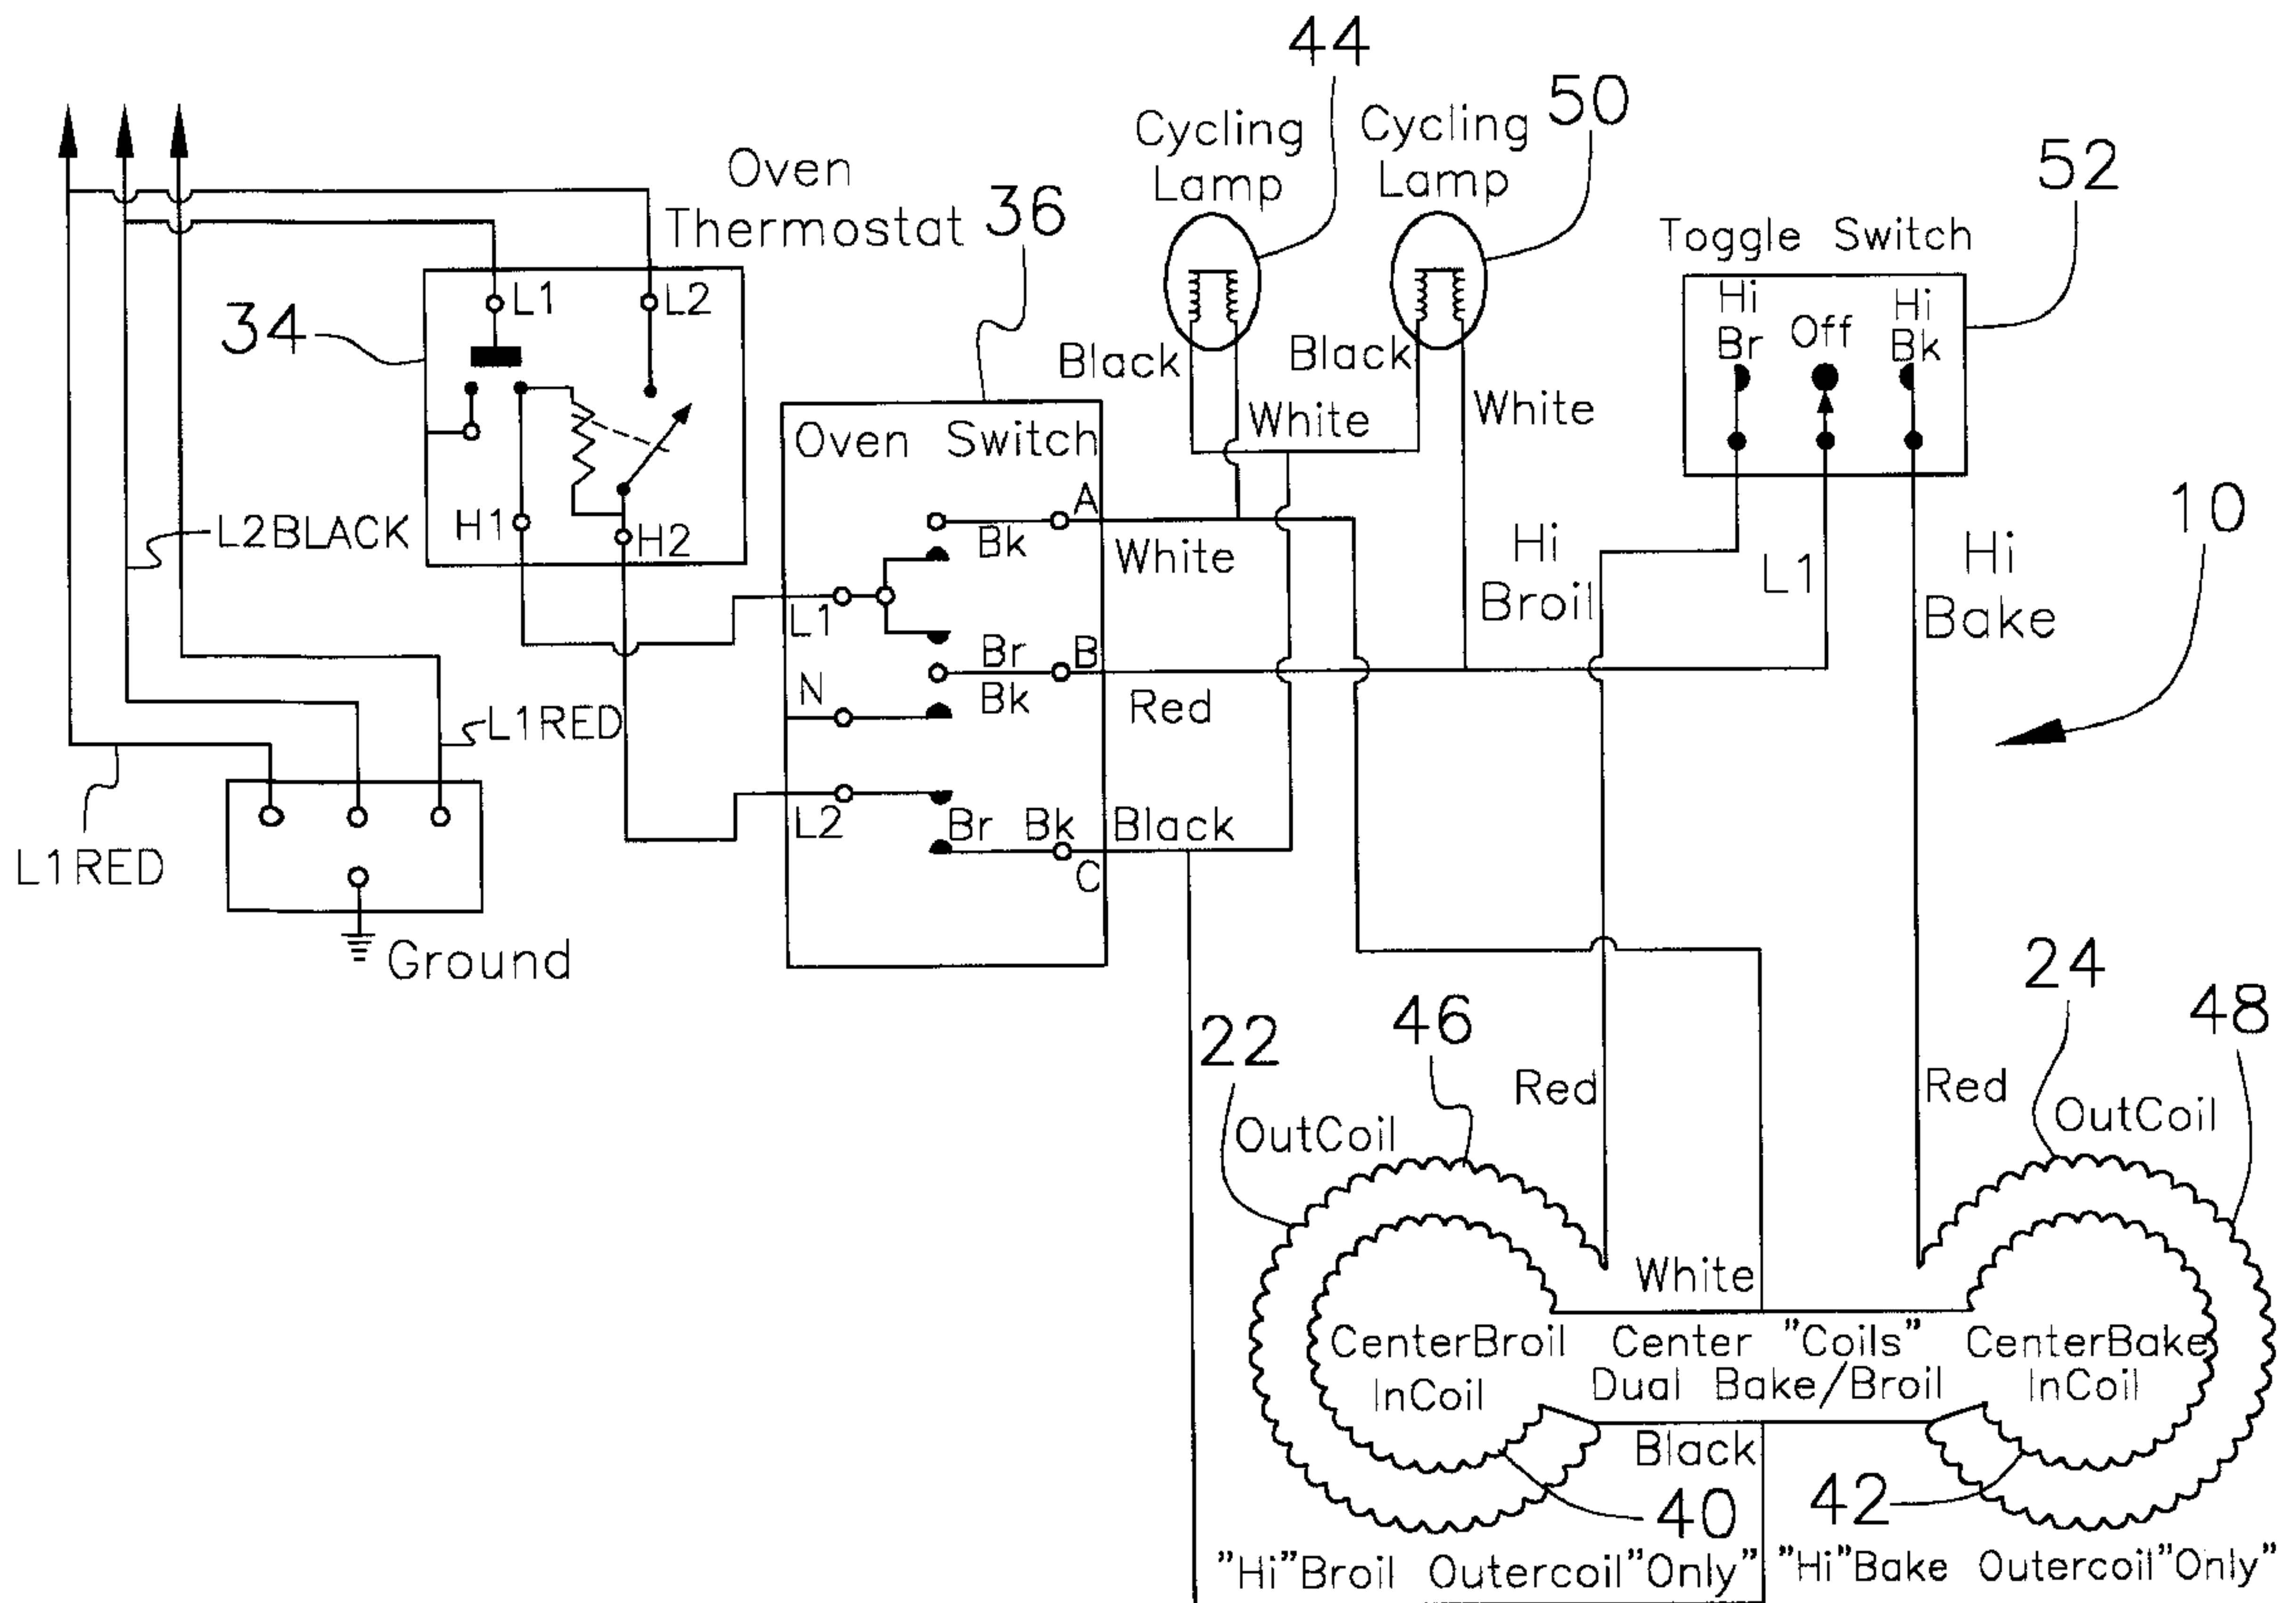 44
50
Cycling
Lamp
Cycling
Lamp
52
Oven
Thermostat
36
Toggle Switch
Hi
Br
Off
Hi
Bk
34
L1
L2
Black
White
Black
White
Oven Switch
10
L2BLACK
H1
H2
A
Bk
White
Hi
Broil
L1
Hi
Bake
L1
Br
B
Bk
Red
N
L1RED
L2
Br
Bk
Black
C
L1RED
Ground
24
48
22
46
Red
Red
OutCoil
OutCoil
White
CenterBroil
InCoil
Center "Coils"
Dual Bake/Broil
CenterBake
InCoil
Black
40
42
"Hi"Broil Outercoil"Only"
"Hi"Bake Outercoil"Only"